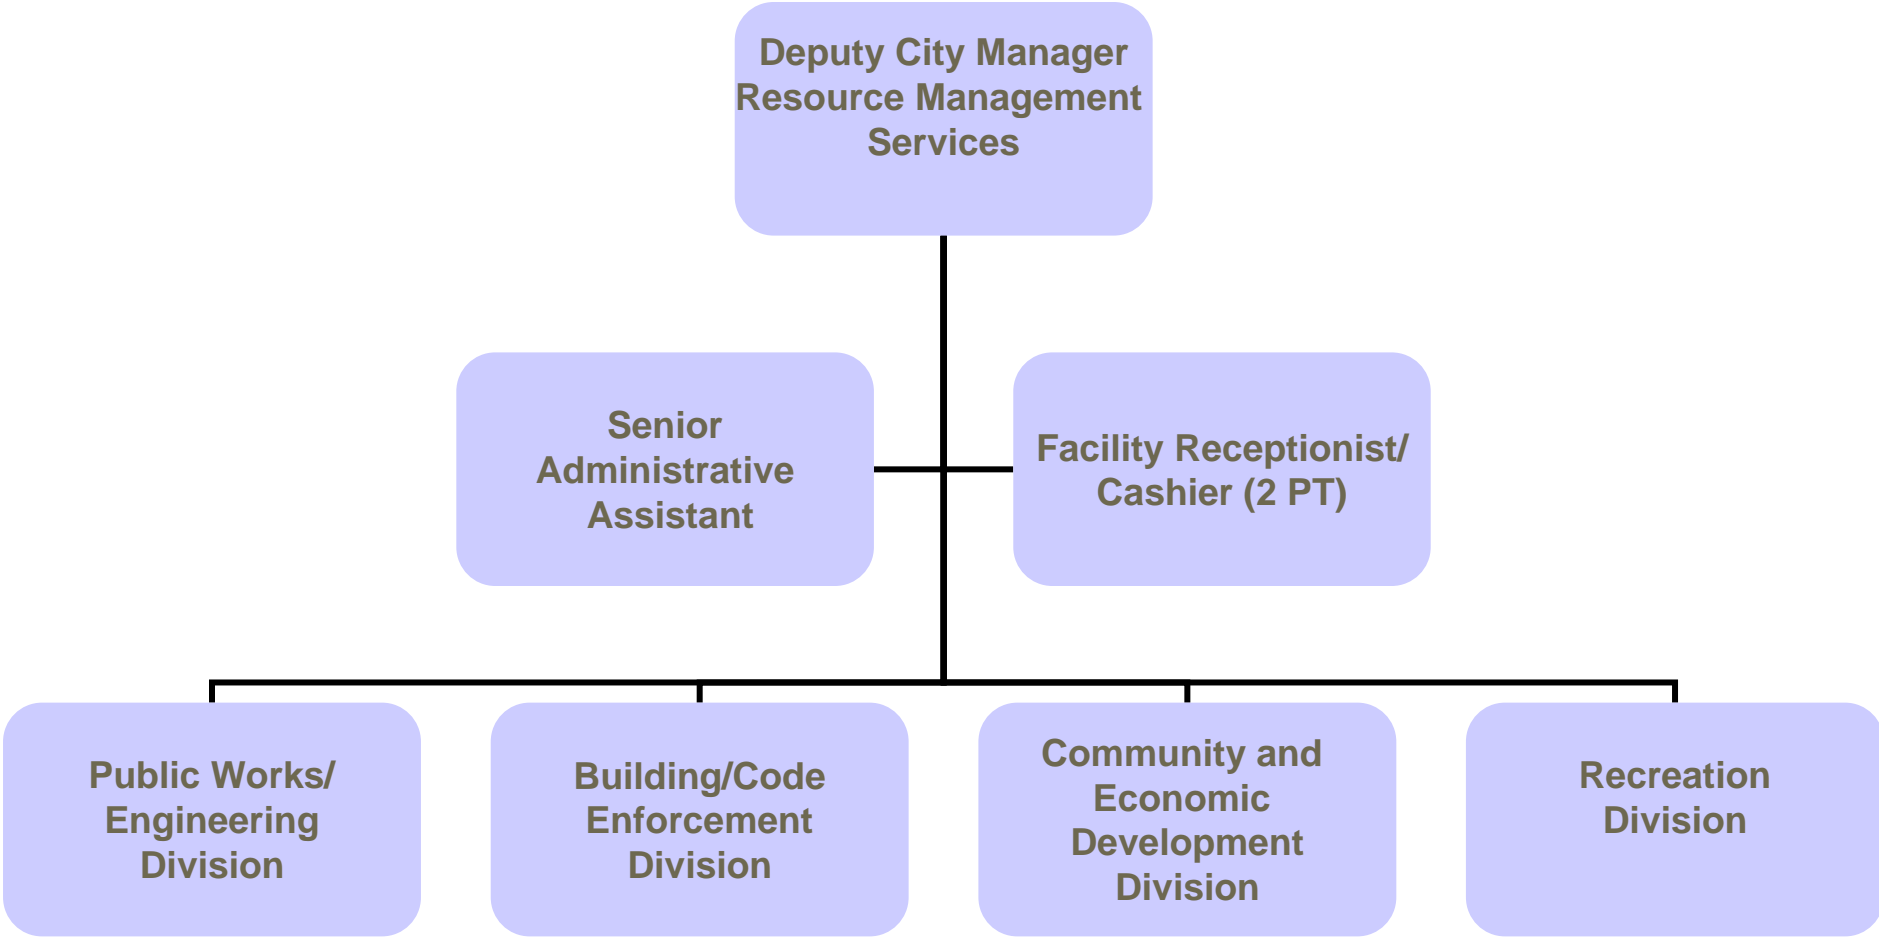 Deputy City Manager
Resource Management
Services
Senior
Administrative
Assistant
Facility Receptionist/
Cashier (2 PT)
Public Works/
Engineering
Division
Building/Code
Enforcement
Division
Community and
Economic
Development
Division
Recreation
Division